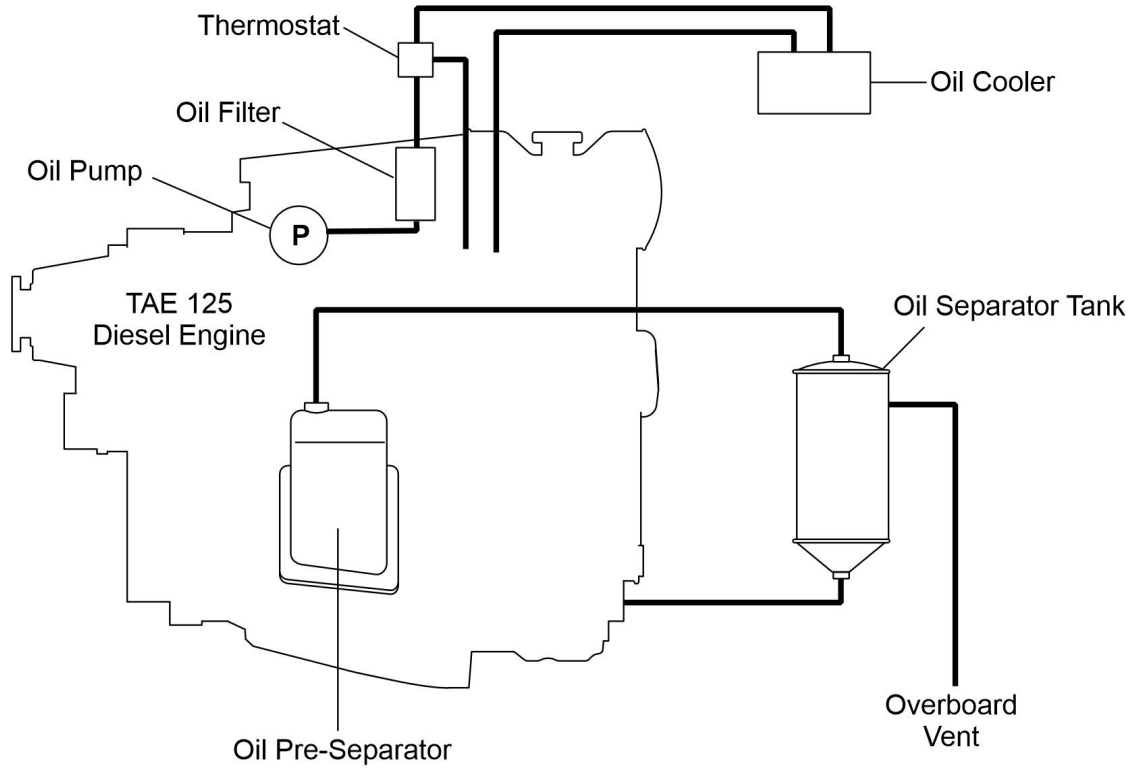 Thermostat
Oil Cooler
Oil Filter
Oil Pump
P
TAE 125
Diesel Engine
Oil Separator Tank
Overboard
Vent
Oil Pre-Separator